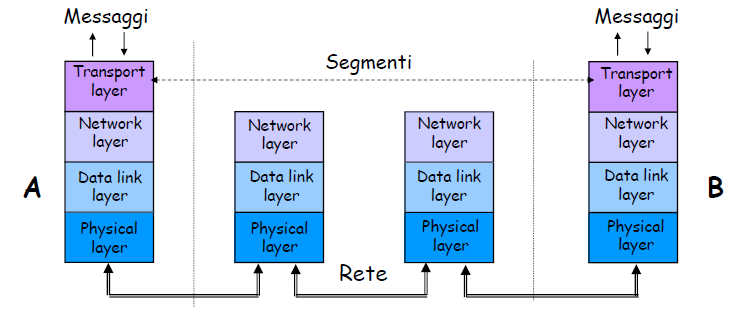 Messaggi
Messaggi
Segmenti
Transport
layer
Transport
layer
Network
layer
Network
layer
Network
layer
Network
layer
A
Data link
layer
Data link
layer
Data link
layer
Data link
layer
B
Physical
layer
Physical
layer
Physical
layer
Physical
layer
Rete